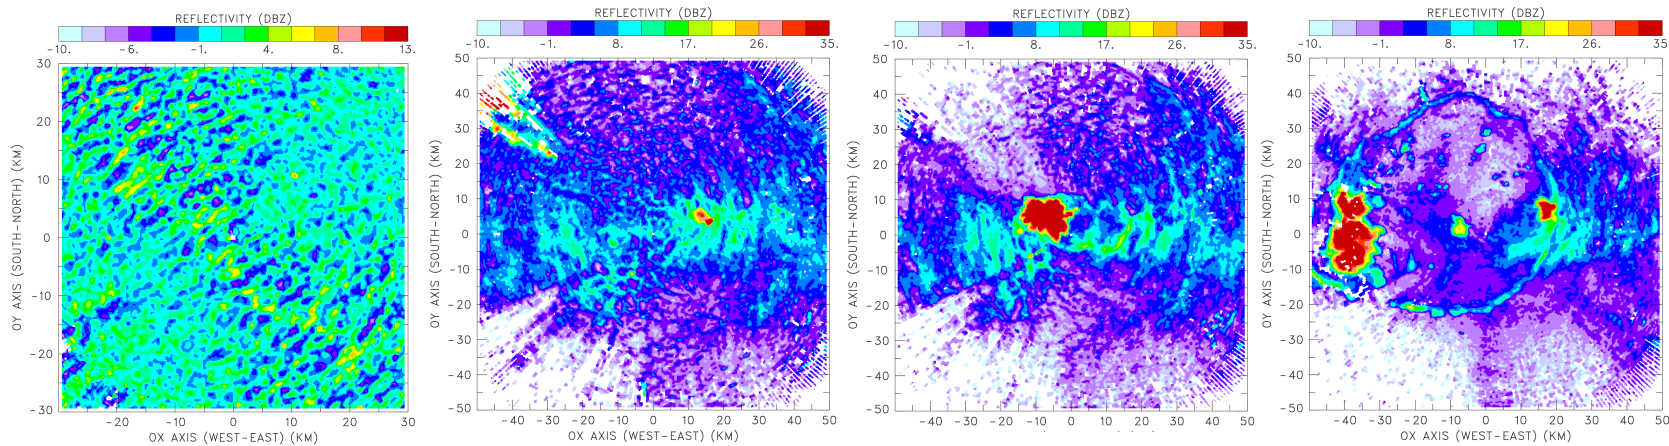 REFLECTIVITY (DBZ)
-10. -6. -1. 4. 8. 13.
30
20
10
0
-10
-20
-30
OY AXIS (SOUTH-NORTH) (KM)
-20 -10 0 10 20 30
OX AXIS (WEST-EAST) (KM)
REFLECTIVITY (DBZ)
-10. -1. 8. 17. 26. 35.
50
40
30
20
10
0
-10
-20
-30
-40
-50
OY AXIS (SOUTH-NORTH) (KM)
-40 -30 -20 -10 0 10 20 30 40 50
OX AXIS (WEST-EAST) (KM)
REFLECTIVITY (DBZ)
-10. -1. 8. 17. 26. 35.
50
40
30
20
10
0
-10
-20
-30
-40
-50
OY AXIS (SOUTH-NORTH) (KM)
-40 -30 -20 -10 0 10 20 30 40 50
REFLECTIVITY (DBZ)
-10. -1. 8. 17. 26. 35
50
40
30
20
10
0
-10
-20
-30
-40
-50
OY AXIS (SOUTH-NORTH) (KM)
-40 -30 -20 -10 0 10 20 30 40 50
OX AXIS (WEST-EAST) (KM)